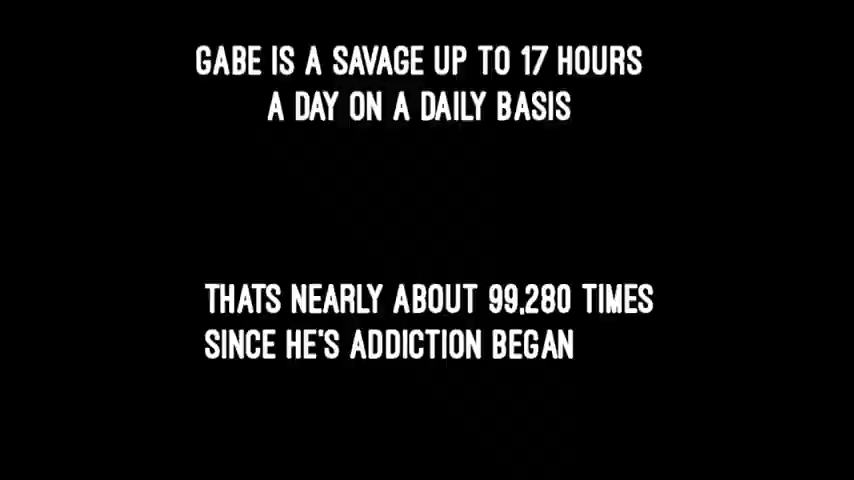 GABE IS A SAVAGE UP TO 17 HOURS
A DAY ON A DAILY BASIS
THATS NEARLY ABOUT 99,280 TIMES
SINCE HE'S ADDICTION BEGAN